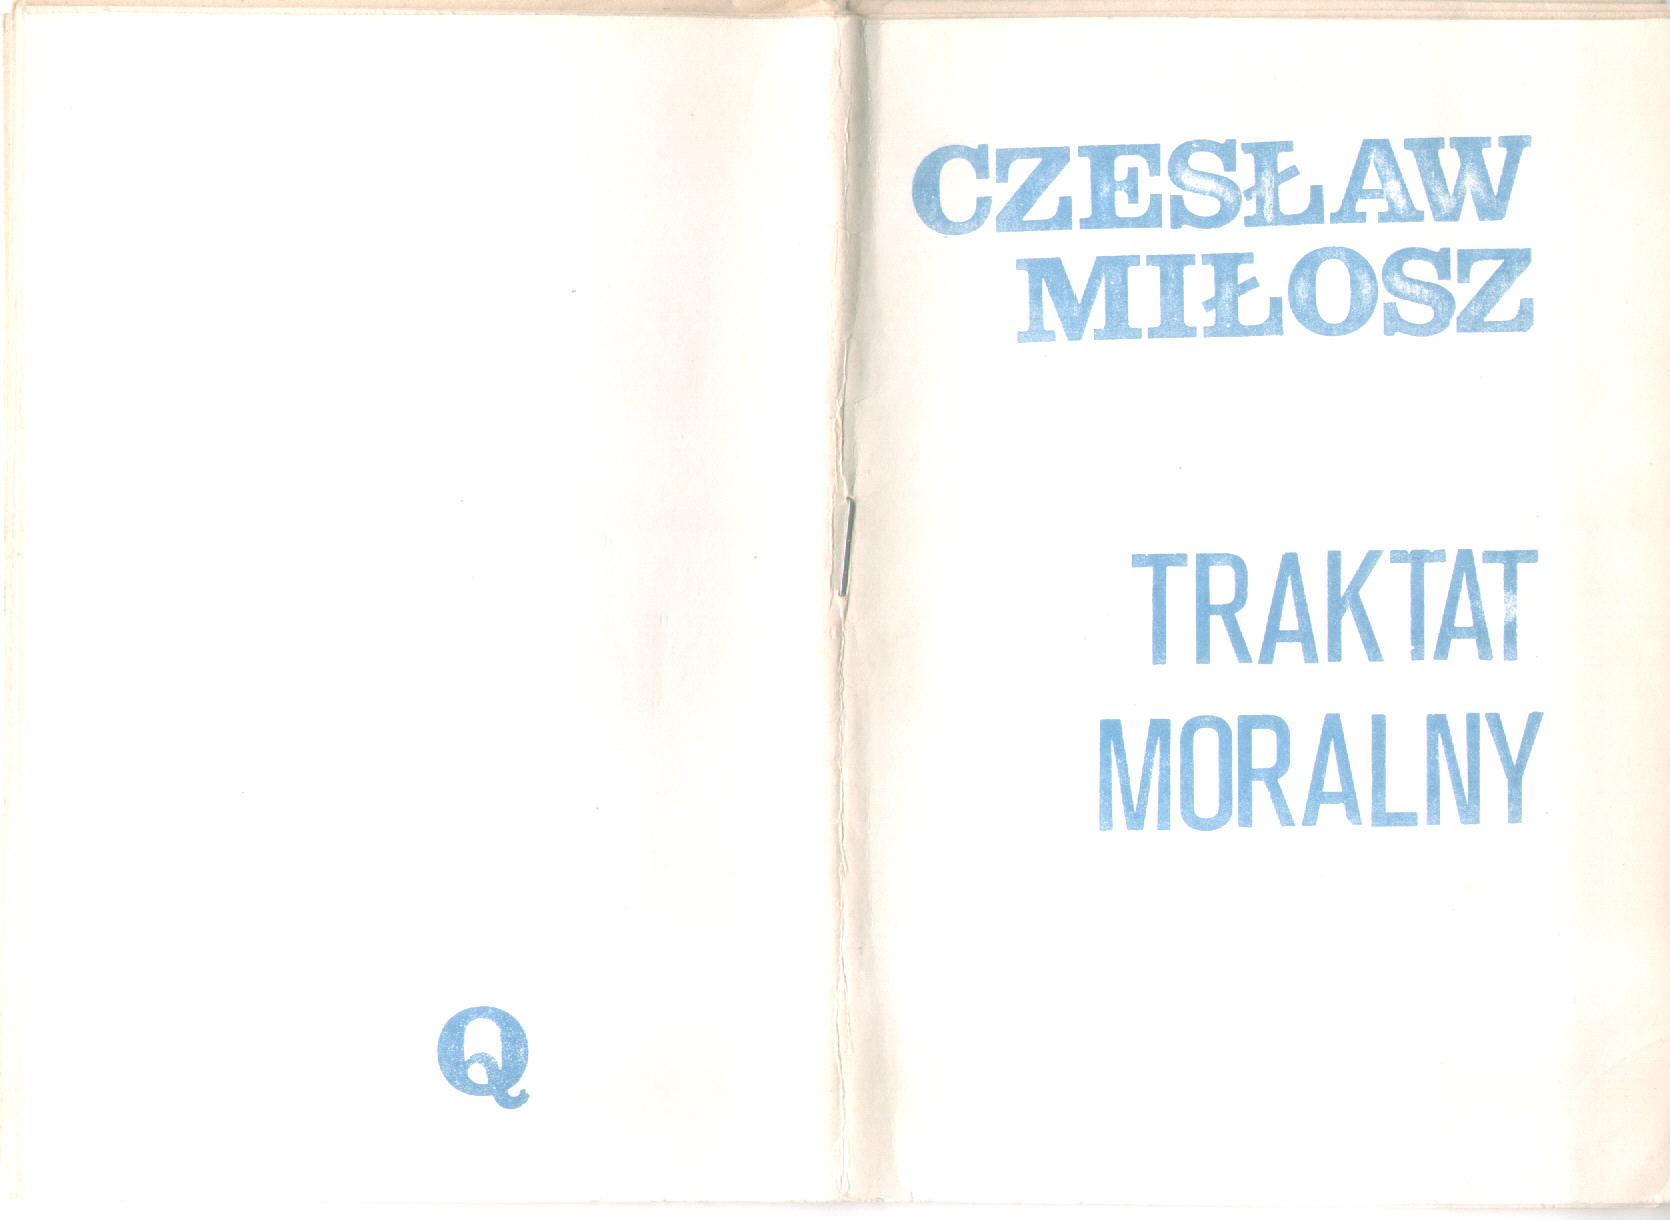 CZESŁAW
MIŁOSZ
TRAKTAT
MORALNY
Q